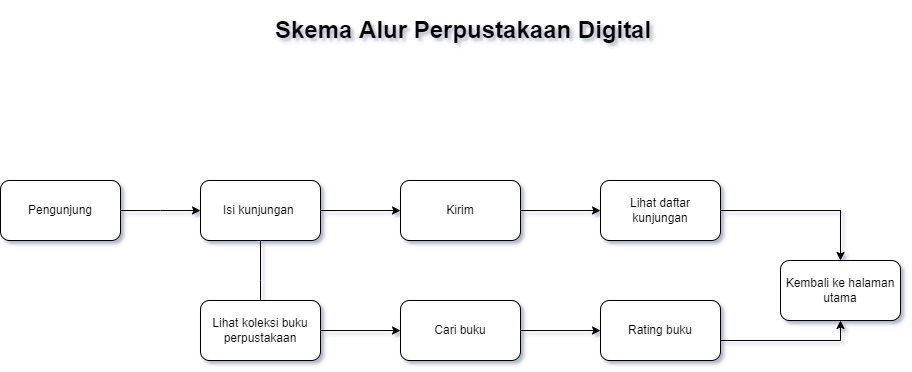 Skema Alur Perpustakaan Digital
Pengunjung
Isi kunjungan
Kirim
Lihat daftar
kunjungan
Kembali ke halaman
utama
Lihat koleksi buku
perpustakaan
Cari buku
Rating buku